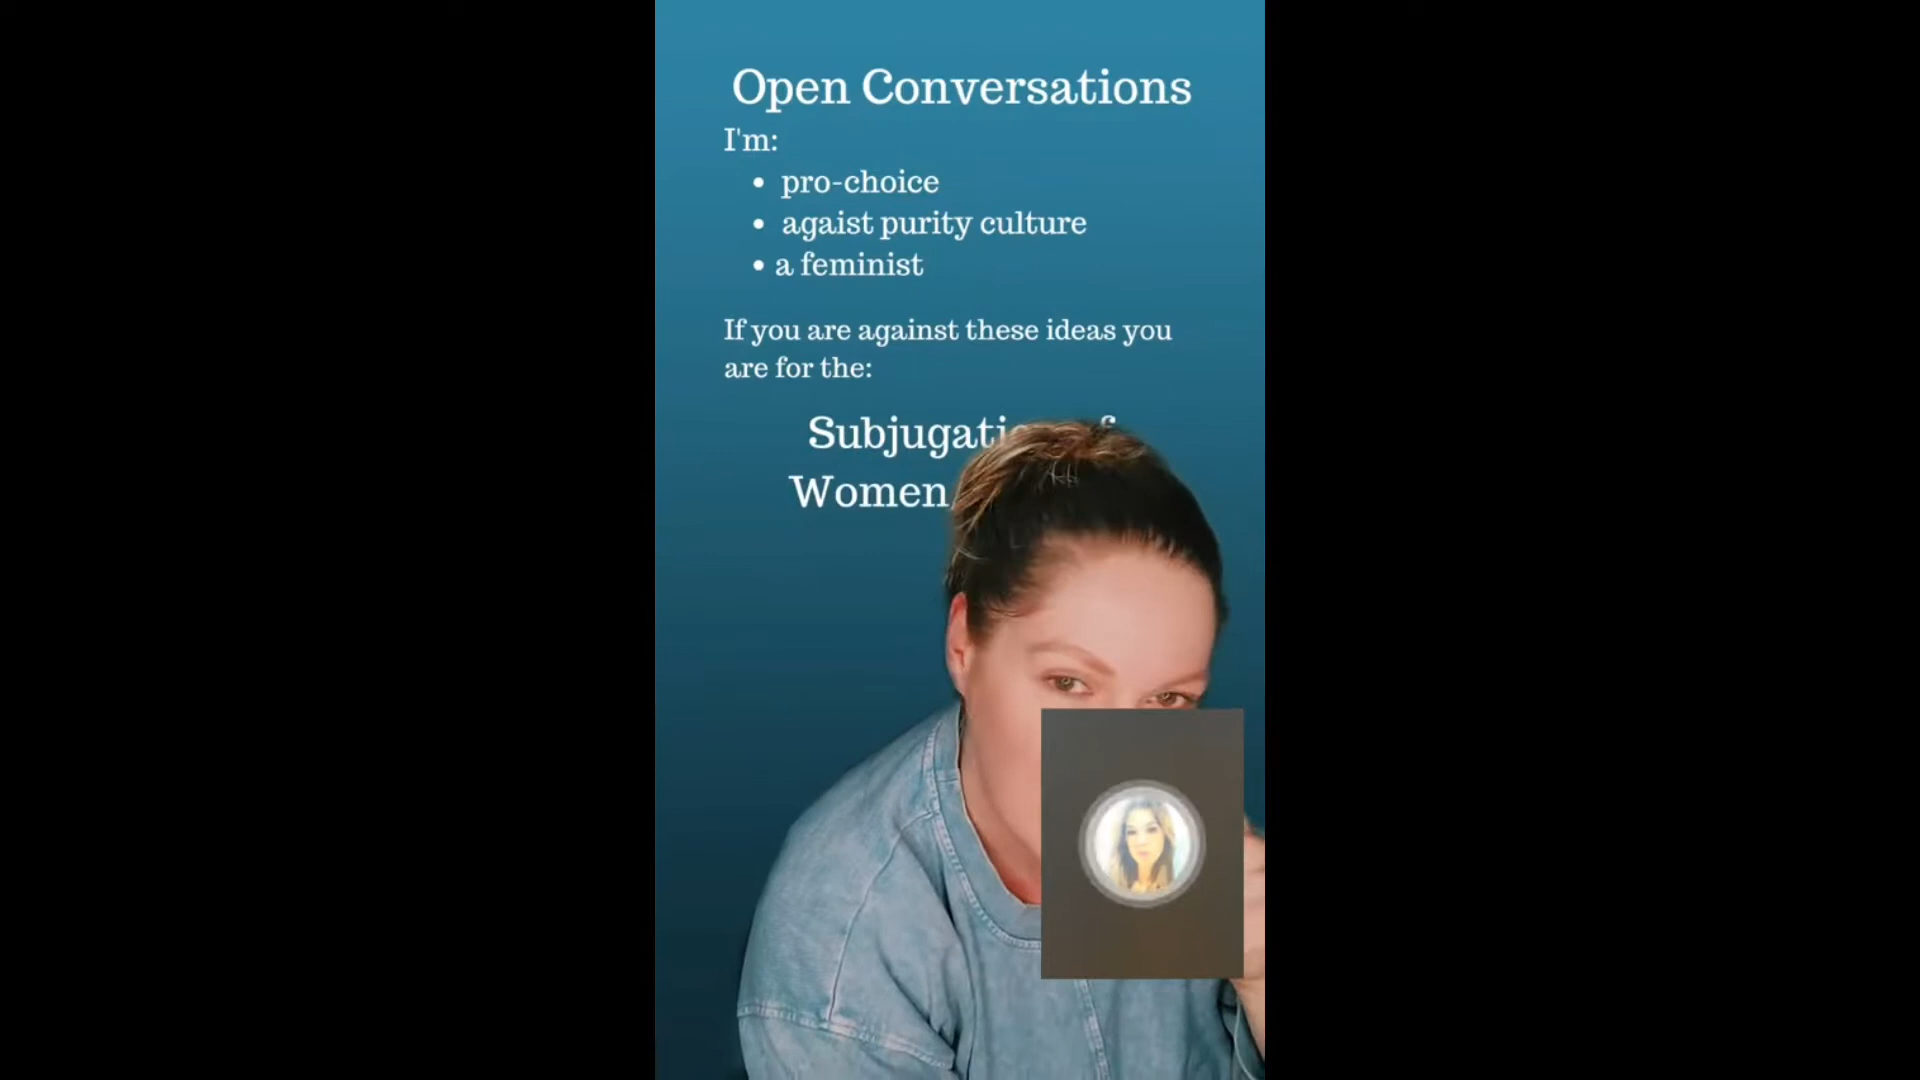 Open Conversations
I'm:
• pro-choice
• agaist purity culture
• a feminist
If you are against these ideas you
are for the:
Women